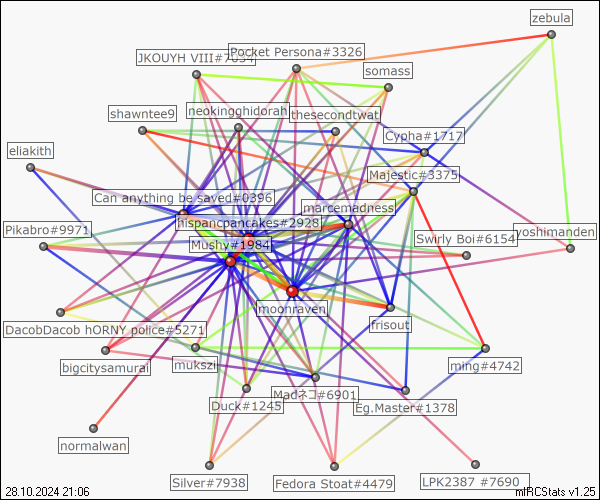 zebula
JKOUYH VIII#7034
Pocket Persona#3326
somass
shawntee9
neokingghidorah
thesecondtwat
Cypha#1717
eliakith
Majestic#3375
Can anything be saved#0396
marcemadness
Pikabro#9971
hispancpancakes#2928
Swirly Boi#6154
yoshimanden
Mushy#1984
moonraven
DacobDacob hORNY police#5271
frisout
bigcitysamurai
mukszi
ming#4742
Madネコ#6901
Duck#1245
Eg.Master#1378
normalwan
Silver#7938
Fedora Stoat#4479
LPK2387 #7690
28.10.2024 21:06
mIRCStats v1.25